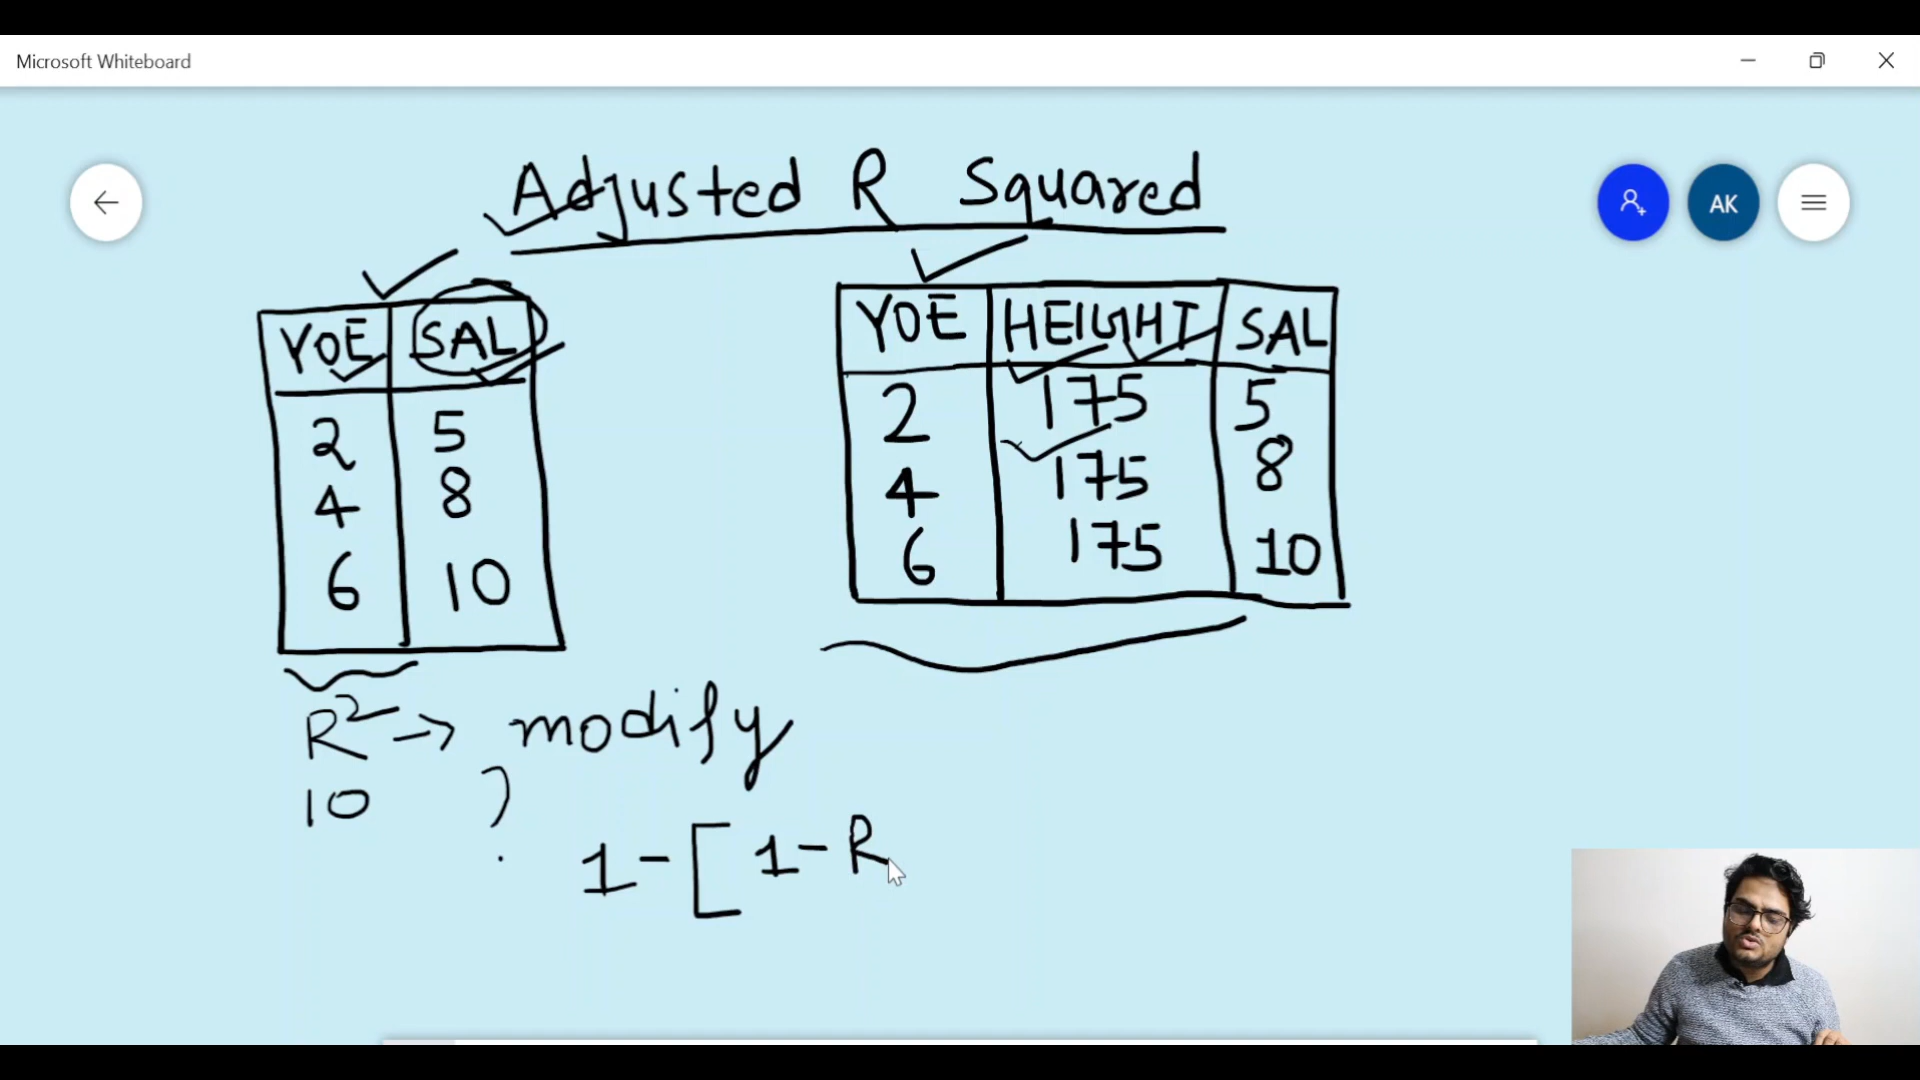 Microsoft Whiteboard
Adjusted R Squared
AK
YOE SAL
2 5
4 8
6 10
YOE HEIGHT SAL
2 175 5
4 175 8
6 175 10
R² → modify
10 ?
1 - [ 1 - R